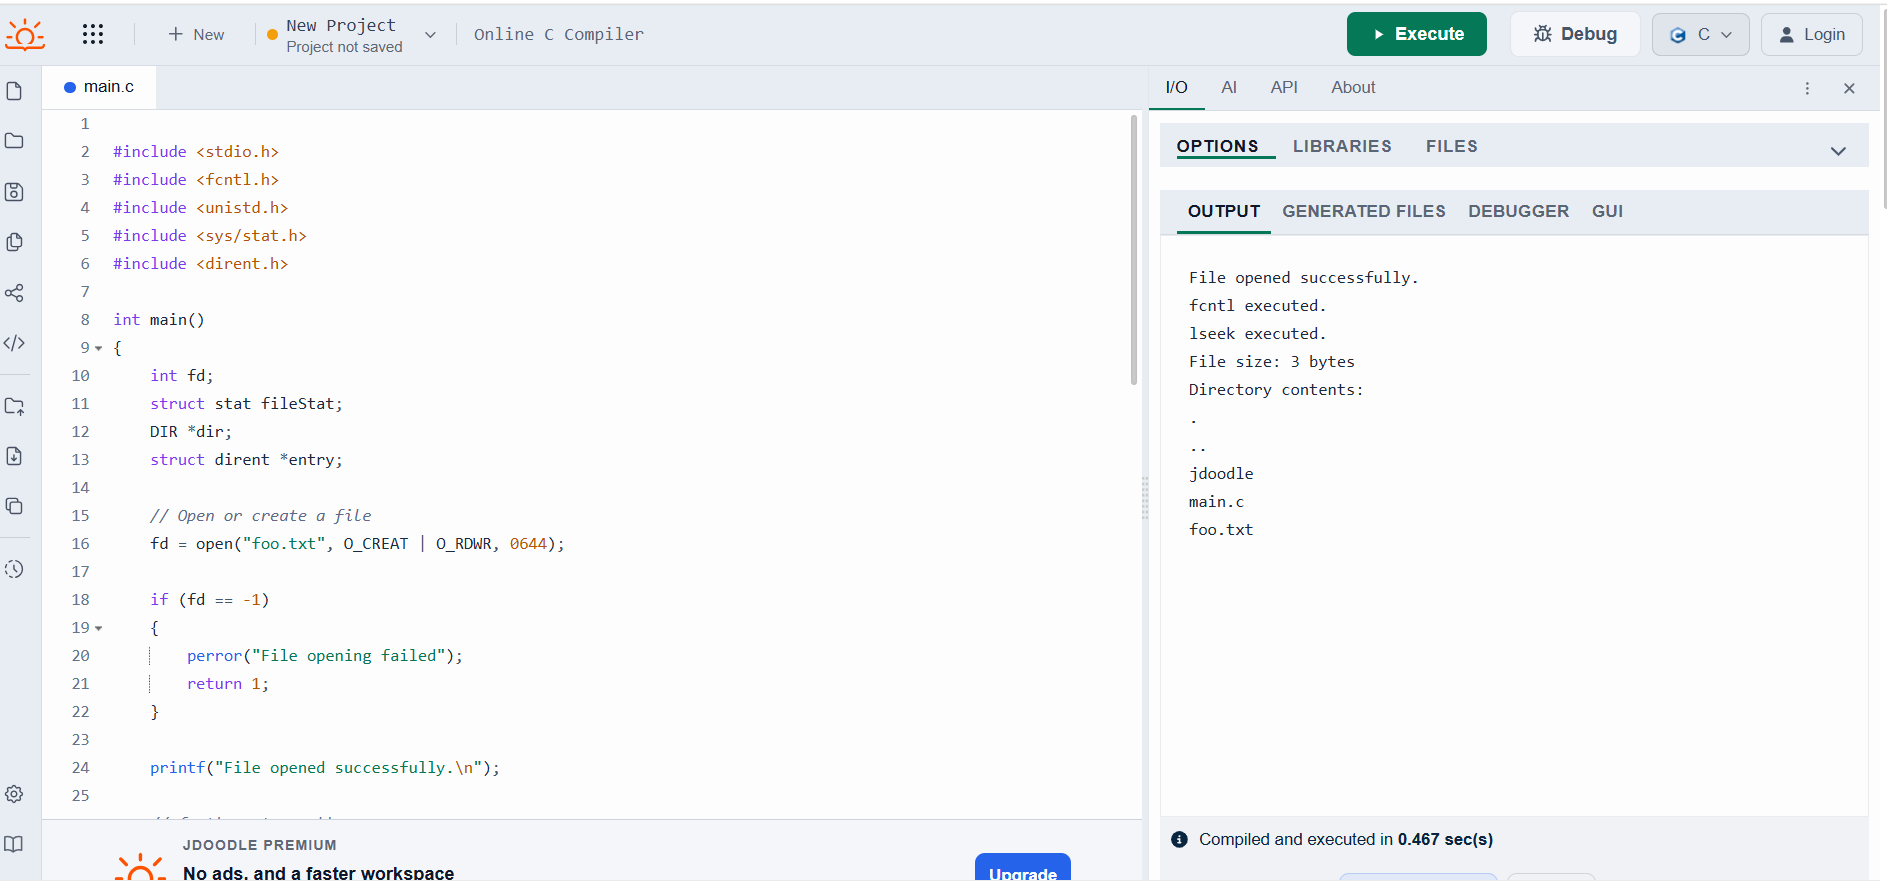 New
New Project
Project not saved
Online C Compiler
Execute
Debug
C
Login
main.c
1
2 #include <stdio.h>
3 #include <fcntl.h>
4 #include <unistd.h>
5 #include <sys/stat.h>
6 #include <dirent.h>
7
8 int main()
9 {
10 int fd;
11 struct stat fileStat;
12 DIR *dir;
13 struct dirent *entry;
14
15 // Open or create a file
16 fd = open("foo.txt", O_CREAT | O_RDWR, 0644);
17
18 if (fd == -1)
19 {
20 perror("File opening failed");
21 return 1;
22 }
23
24 printf("File opened successfully.\n");
25
JDOODLE PREMIUM
No ads, and a faster workspace
Upgrade
I/O AI API About
OPTIONS LIBRARIES FILES
OUTPUT GENERATED FILES DEBUGGER GUI
File opened successfully.
fcntl executed.
lseek executed.
File size: 3 bytes
Directory contents:
.
..
jdoodle
main.c
foo.txt
Compiled and executed in 0.467 sec(s)